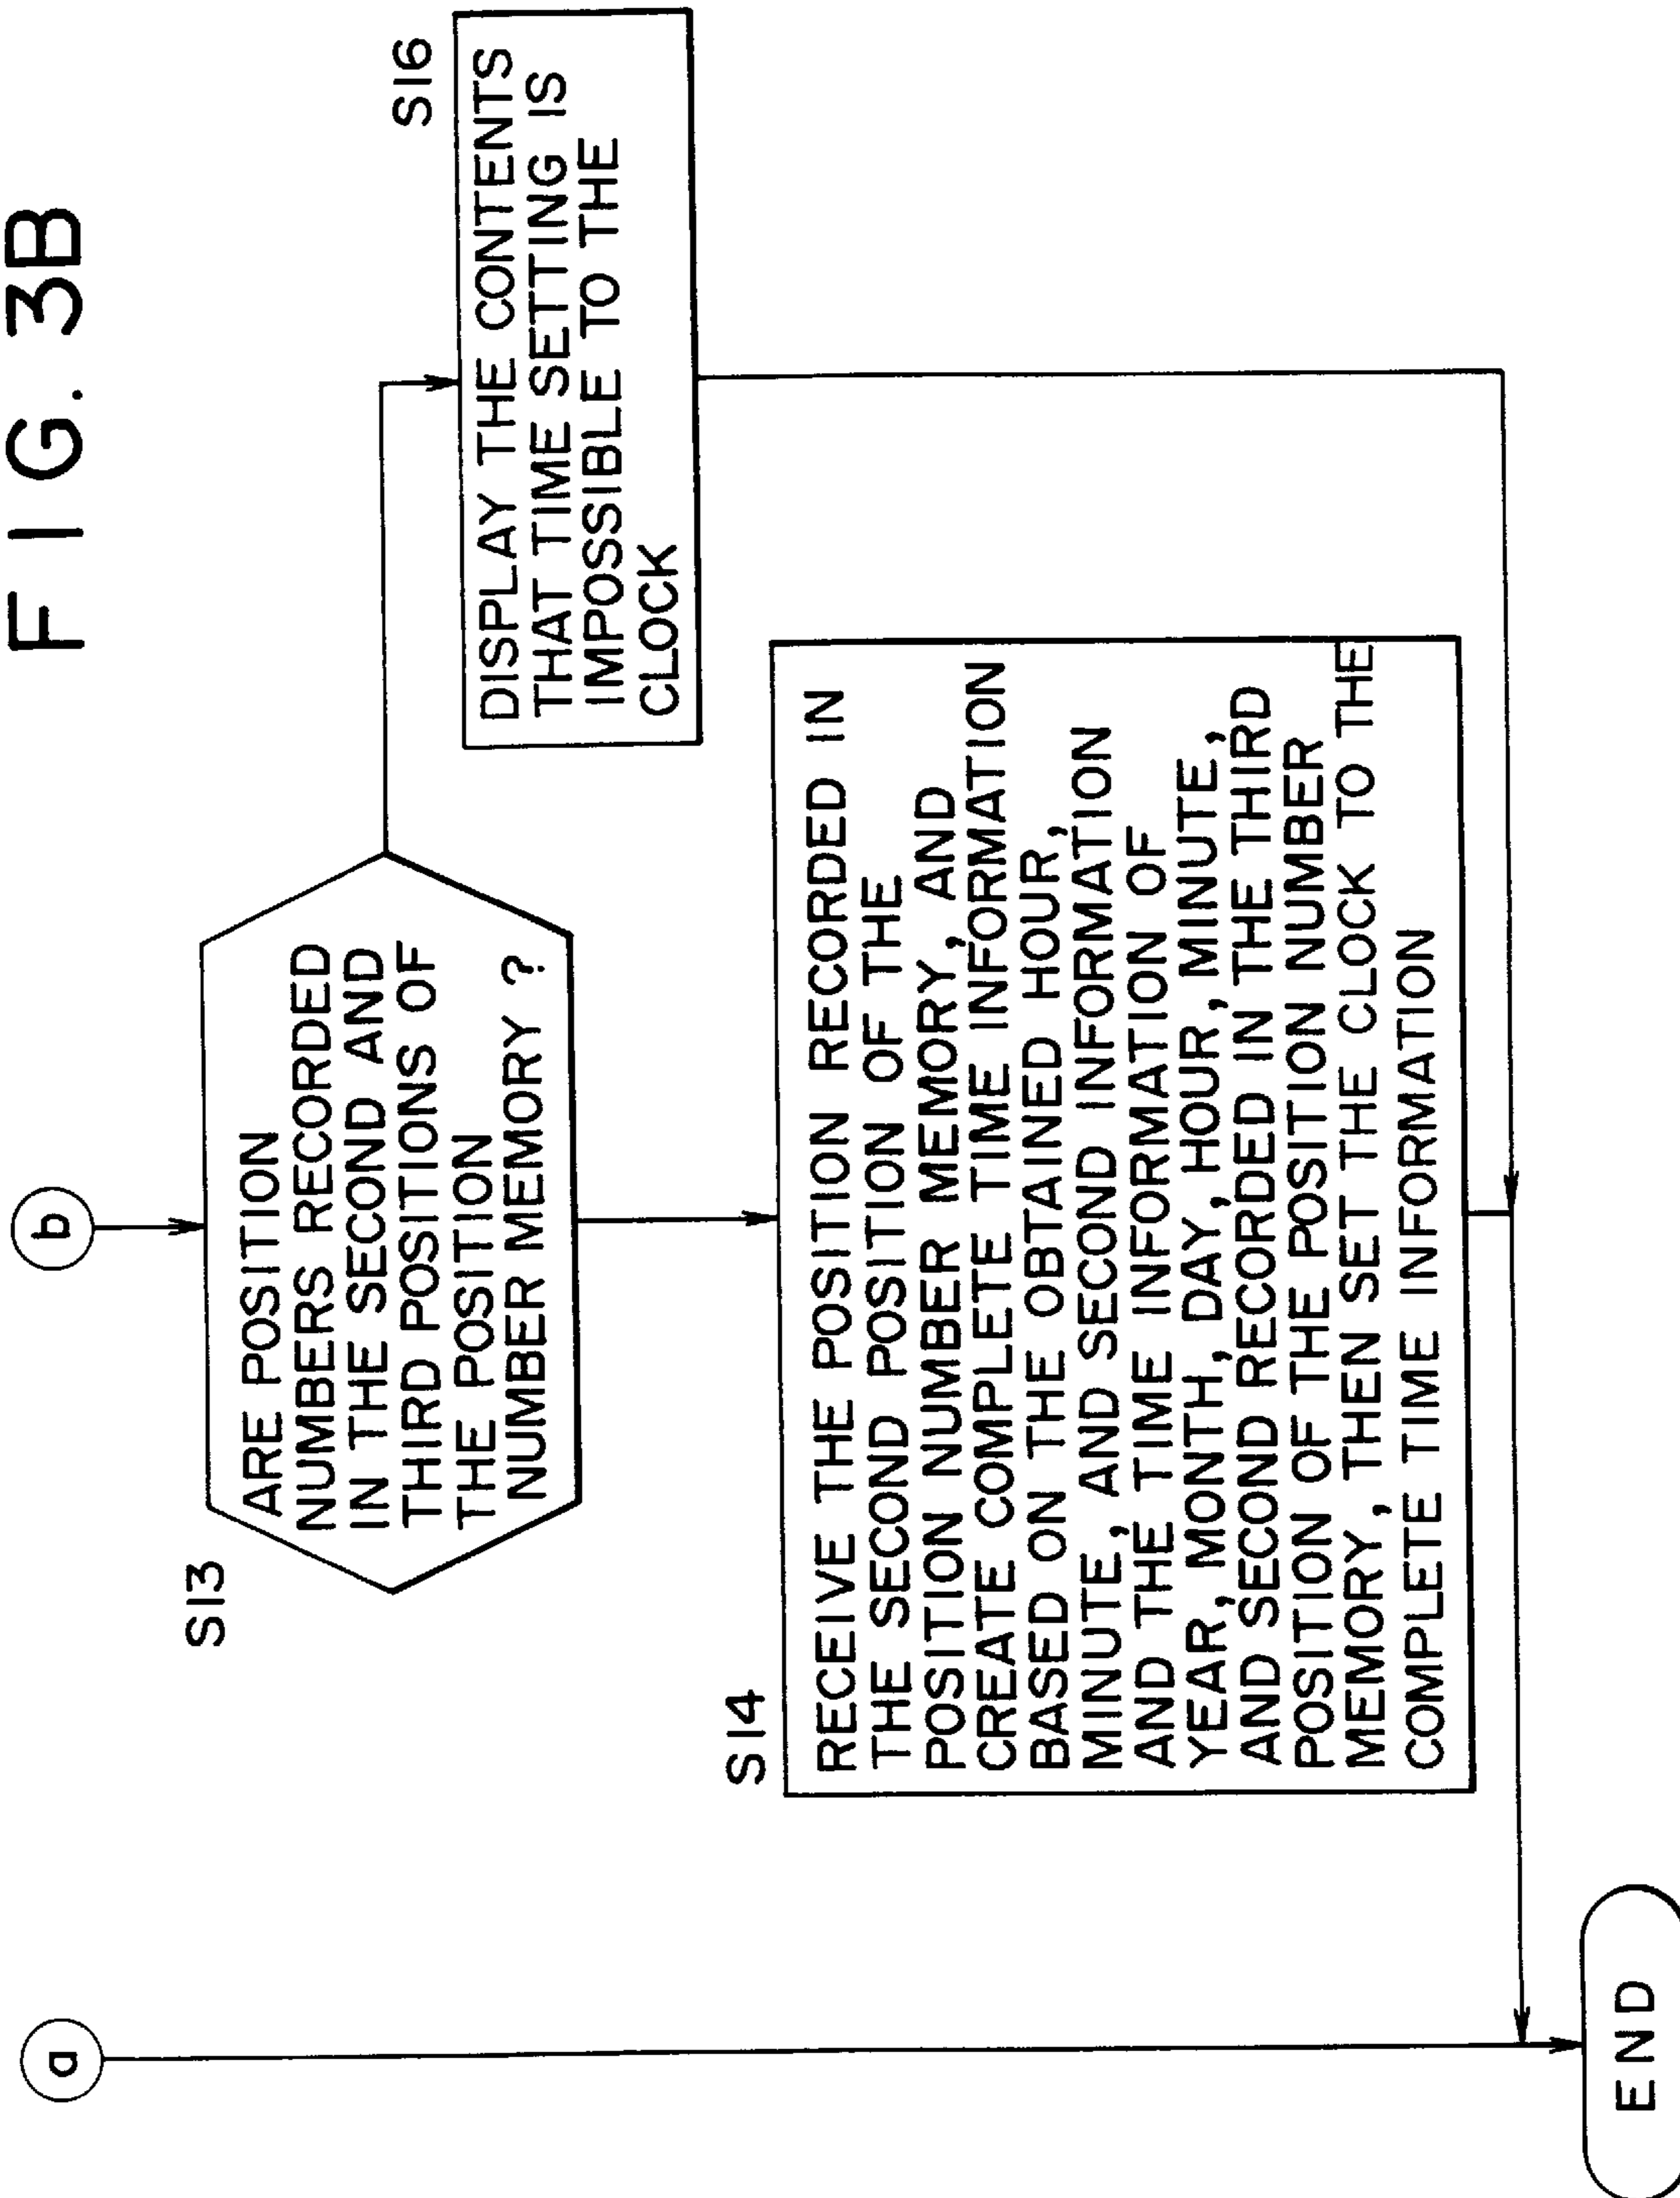 FIG. 3B
a
b
S13
ARE POSITION
NUMBERS RECORDED
IN THE SECOND AND
THIRD POSITIONS OF
THE POSITION
NUMBER MEMORY ?
S16
DISPLAY THE CONTENTS
THAT TIME SETTING IS
IMPOSSIBLE TO THE
CLOCK
S14
RECEIVE THE POSITION RECORDED IN
THE SECOND POSITION OF THE
POSITION NUMBER MEMORY, AND
CREATE COMPLETE TIME INFORMATION
BASED ON THE OBTAINED HOUR,
MINUTE, AND SECOND INFORMATION
AND THE TIME INFORMATION OF
YEAR, MONTH, DAY, HOUR, MINUTE,
AND SECOND RECORDED IN THE THIRD
POSITION OF THE POSITION NUMBER
MEMORY, THEN SET THE CLOCK TO THE
COMPLETE TIME INFORMATION
END